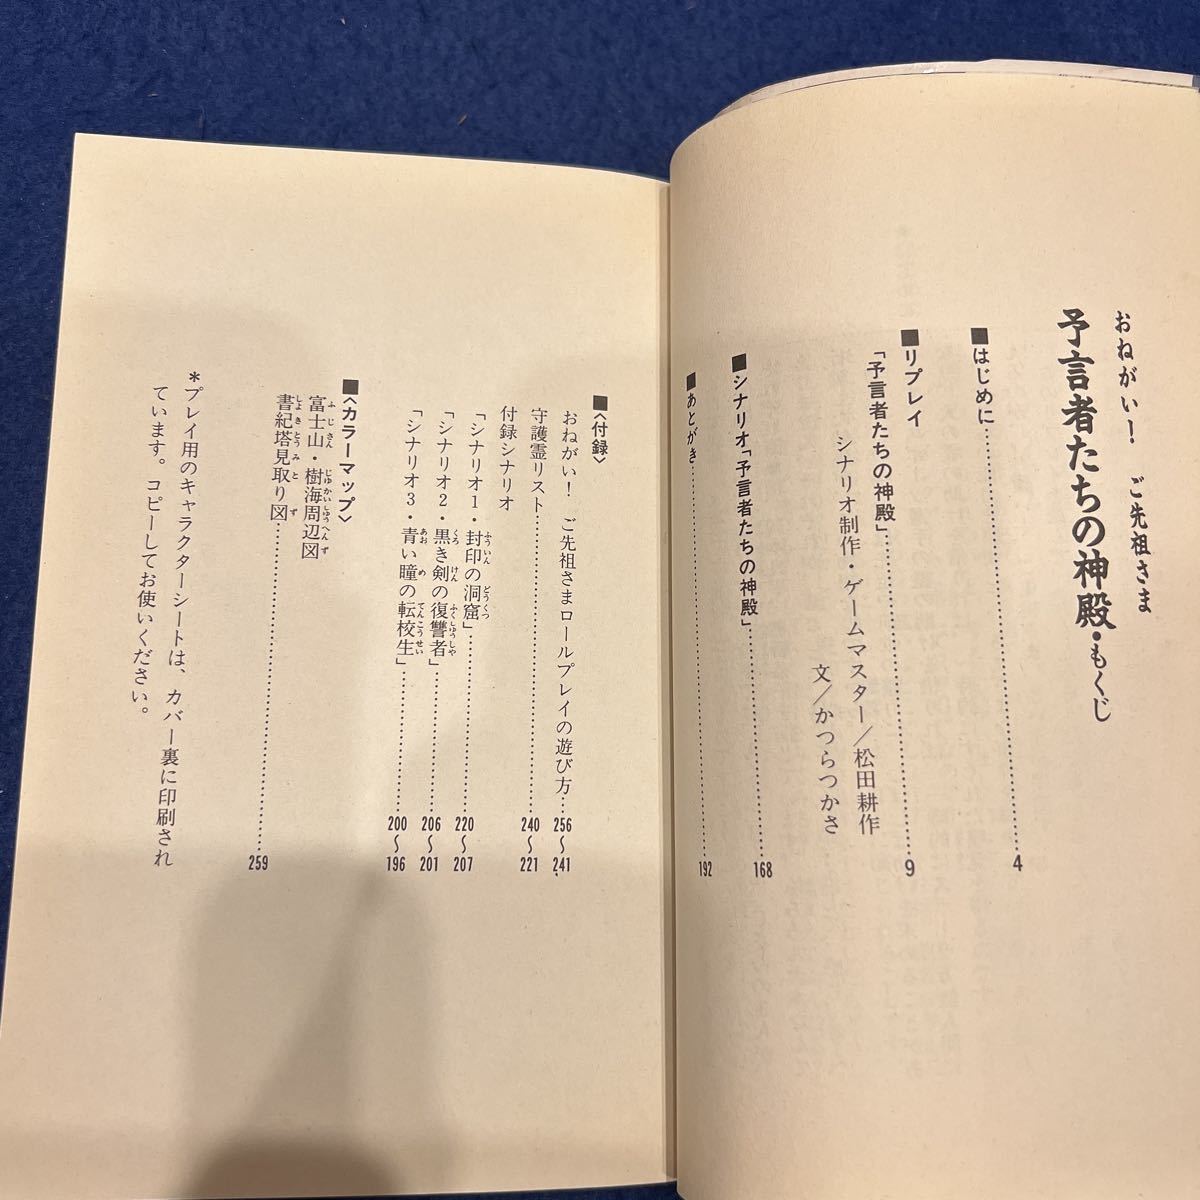 おねがい！　ご先祖さま
予言者たちの神殿・もくじ
■はじめに……………………4
■リプレイ
「予言者たちの神殿」……………………9
シナリオ制作・ゲームマスター／松田耕作
文／かつらつかさ
■シナリオ「予言者たちの神殿」……………………168
■あとがき……………………192
■〈付録〉
おねがい！　ご先祖さまロールプレイの遊び方…256〜241
守護霊リスト……………………240〜221
付録シナリオ
「シナリオ1・封印の洞窟」……………………220〜207
「シナリオ2・黒き剣の復讐者」……………………206〜201
「シナリオ3・青い瞳の転校生」……………………200〜196
■〈カラーマップ〉
富士山・樹海周辺図
書紀塔見取り図……………………259
＊プレイ用のキャラクターシートは、カバー裏に印刷され
ています。コピーしてお使いください。